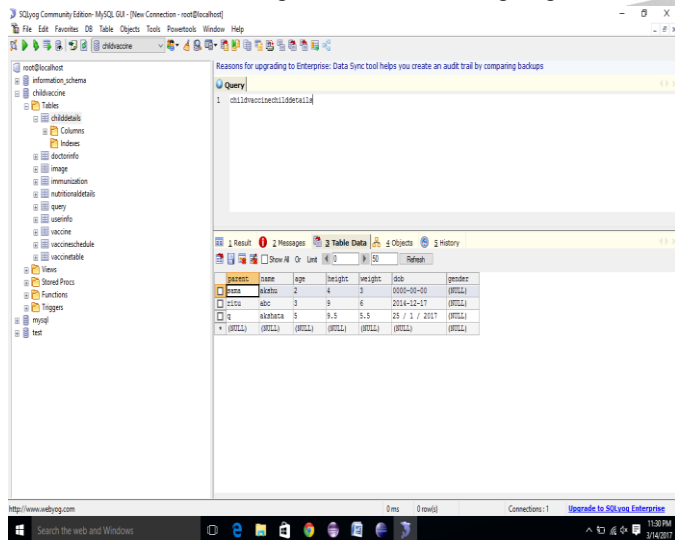 SQLyog Community Edition- MySQL GUI - [New Connection - root@localhost]
File Edit Favorites DB Table Objects Tools Powertools Window Help
childvaccine
root@localhost
information_schema
childvaccine
Tables
childdetails
Columns
Indexes
doctorinfo
image
immunization
nutritionaldetails
query
userinfo
vaccine
vaccineschedule
vaccinetable
Views
Stored Procs
Functions
Triggers
mysql
test
Reasons for upgrading to Enterprise: Data Sync tool helps you create an audit trail by comparing backups
Query
1 childvaccinechilddetails
1 Result 2 Messages 3 Table Data 4 Objects 5 History
Show All Or Limit 0 50 Refresh
parent name age height weight dob gender
sama akshu 2 4 3 0000-00-00 (NULL)
ritu abc 3 9 6 2014-12-17 (NULL)
q akshata 5 9.5 5.5 25 / 1 / 2017 (NULL)
* (NULL) (NULL) (NULL) (NULL) (NULL) (NULL) (NULL)
http://www.webyog.com 0 ms 0 row(s) Connections: 1 Upgrade to SQLyog Enterprise
Search the web and Windows
11:30 PM
3/14/2017